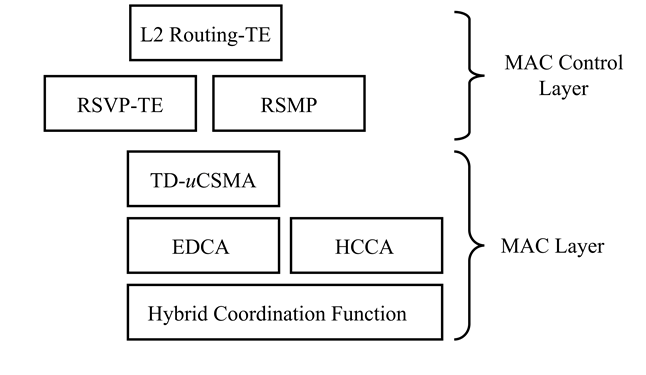 L2 Routing-TE
MAC Control
Layer
RSVP-TE
RSMP
TD-uCSMA
EDCA
HCCA
MAC Layer
Hybrid Coordination Function